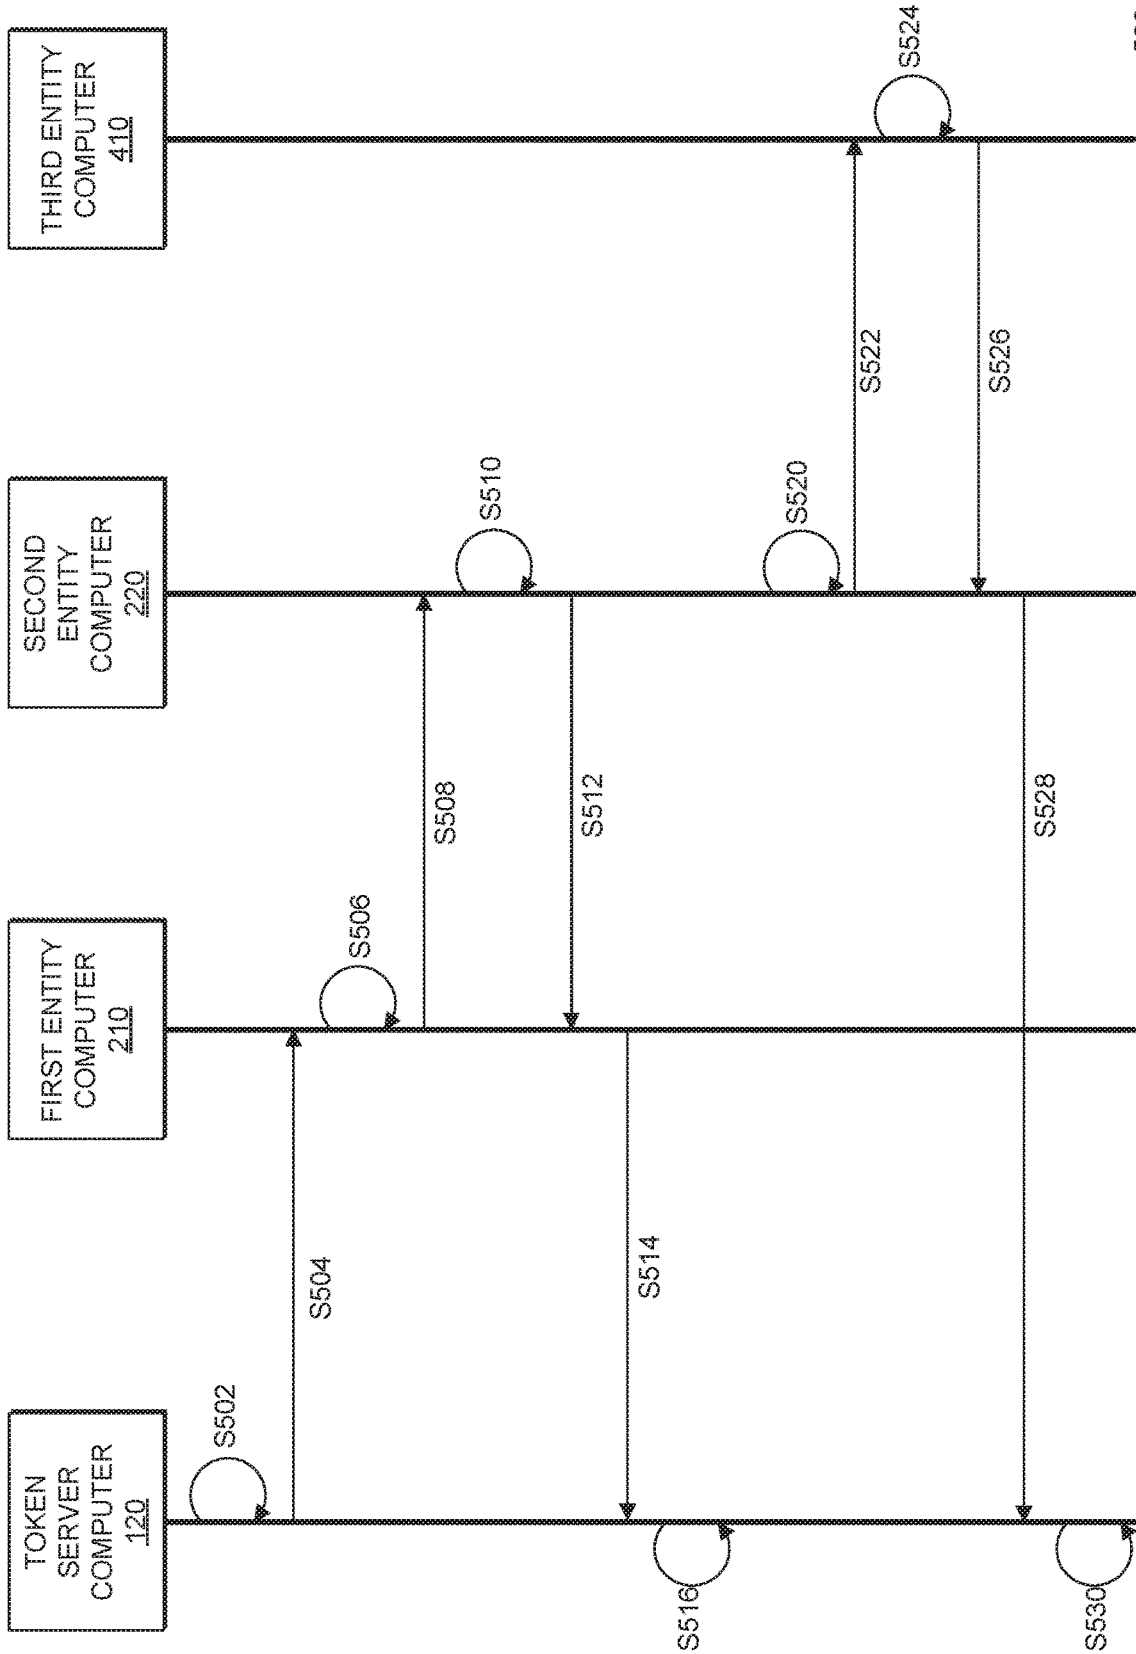 TOKEN
SERVER
COMPUTER
120
FIRST ENTITY
COMPUTER
210
SECOND
ENTITY
COMPUTER
220
THIRD ENTITY
COMPUTER
410
S502
S504
S506
S508
S510
S512
S514
S516
S520
S522
S524
S526
S528
S530